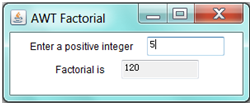 AWT Factorial
Enter a positive integer 5
Factorial is 120